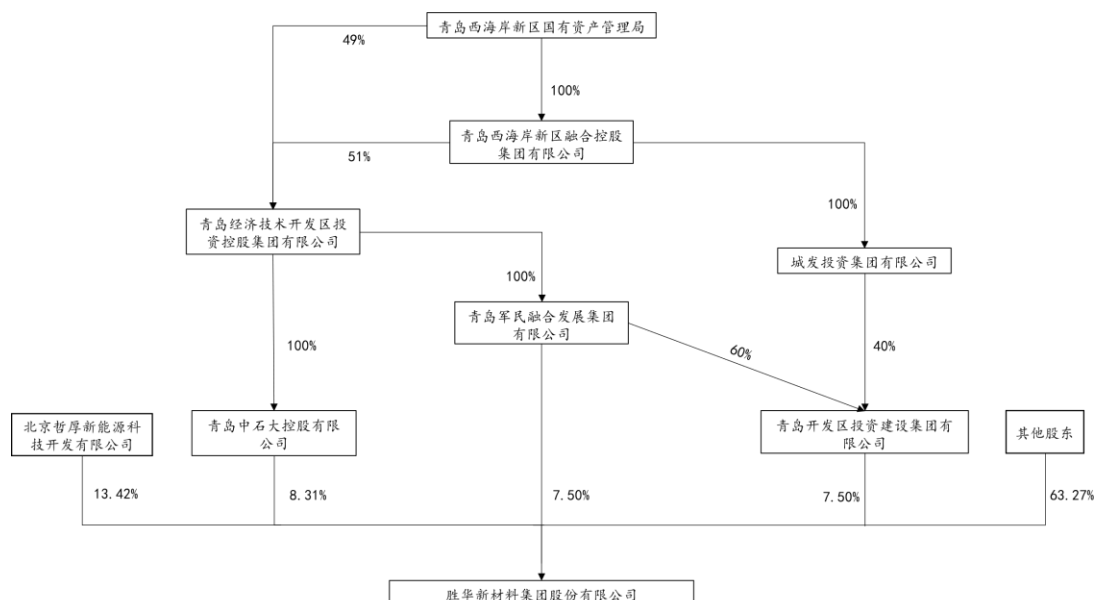 青岛西海岸新区国有资产管理局
49%
100%
青岛西海岸新区融合控股
集团有限公司
51%
100%
青岛经济技术开发区投
资控股集团有限公司
城发投资集团有限公司
100%
青岛军民融合发展集团
有限公司
100%
60%
40%
北京哲厚新能源科
技开发有限公司
青岛中石大控股有限
公司
青岛开发区投资建设集团有
限公司
其他股东
13.42%
8.31%
7.50%
7.50%
63.27%
胜华新材料集团股份有限公司